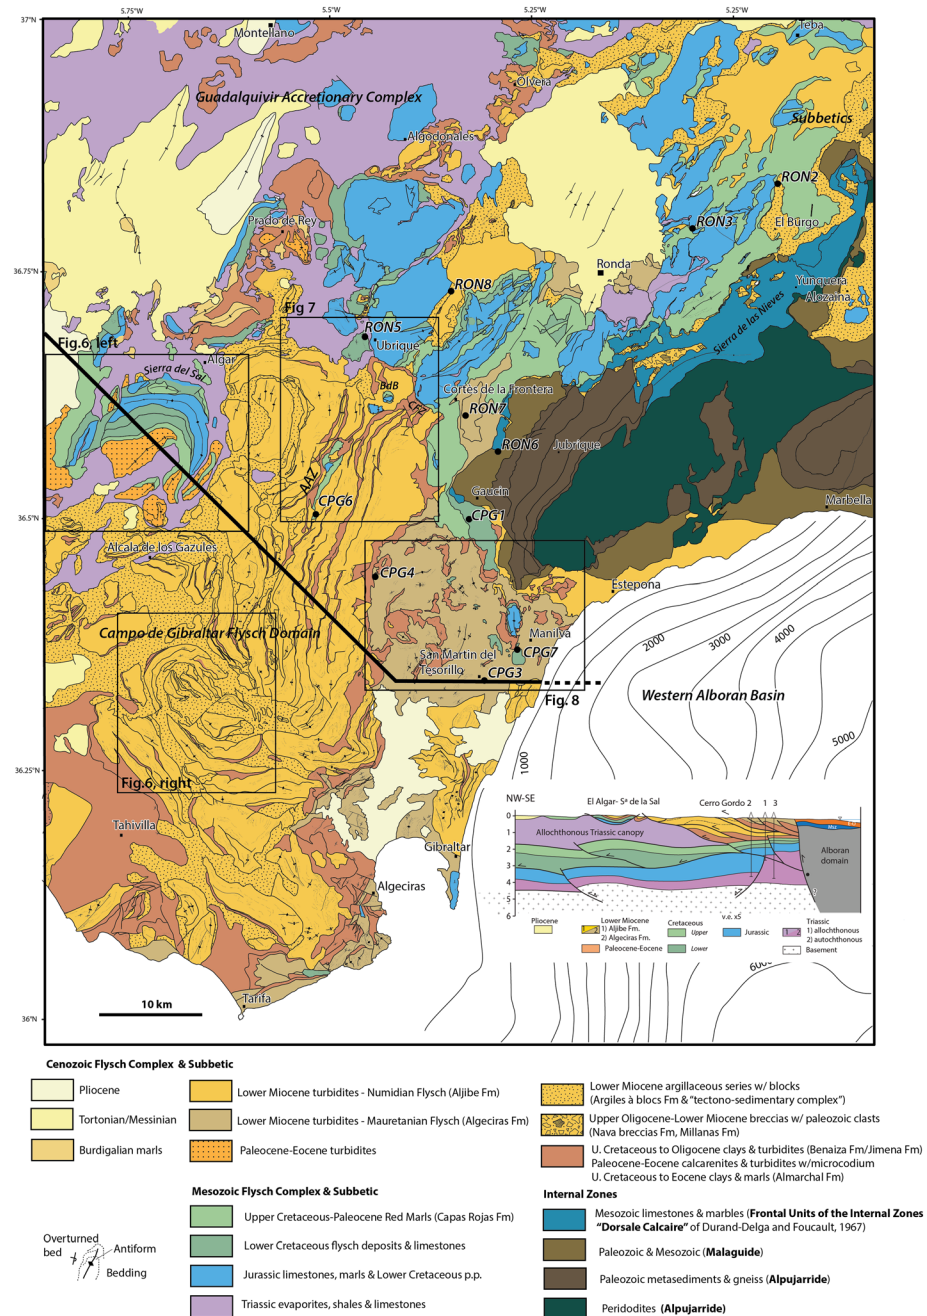 5.75°W
5.5°W
5.25°W
5.25°W
37°N
Montellano
Teba
Olvera
Guadalquivir Accretionary Complex
Subbetics
Algodonales
RON2
Prado de Rey
RON3
El Burgo
36.75°N
Ronda
Yunquera
RON8
Alozaina
Fig 7
RON5
Sierra de las Nieves
Fig.6, left
Ubrique
Algar
Sierra del Sal
BdB
Cortès de la Frontera
CFZ
RON7
RON6
Jubrique
AAZ
Gaucin
CPG6
Marbella
36.5°N
CPG1
Alcala de los Gazules
CPG4
Estepona
Campo de Gibraltar Flysch Domain
Manilva
2000
3000
4000
San Martin del
Tesorillo
CPG7
CPG3
Western Alboran Basin
Fig. 8
5000
1000
36.25°N
Fig.6, right
NW-SE
El Algar- Sª de la Sal
Cerro Gordo 2 1 3
Tahivilla
0
1
2
3
4
5
6
Allochthonous Triassic canopy
Alboran
domain
?
Gibraltar
Algeciras
Pliocene
Lower Miocene
1) Aljibe Fm.
2) Algeciras Fm.
Paleocene-Eocene
Cretaceous
Upper
Lower
v.e. x5
Jurassic
Triassic
1) allochthonous
2) autochthonous
Basement
6000
10 km
Tarifa
36°N
Cenozoic Flysch Complex & Subbetic
Pliocene
Tortonian/Messinian
Burdigalian marls
Lower Miocene turbidites - Numidian Flysch (Aljibe Fm)
Lower Miocene turbidites - Mauretanian Flysch (Algeciras Fm)
Paleocene-Eocene turbidites
Lower Miocene argillaceous series w/ blocks
(Argiles à blocs Fm & "tectono-sedimentary complex")
Upper Oligocene-Lower Miocene breccias w/ paleozoic clasts
(Nava breccias Fm, Millanas Fm)
U. Cretaceous to Oligocene clays & turbidites (Benaiza Fm/Jimena Fm)
Paleocene-Eocene calcarenites & turbidites w/microcodium
U. Cretaceous to Eocene clays & marls (Almarchal Fm)
Mesozoic Flysch Complex & Subbetic
Upper Cretaceous-Paleocene Red Marls (Capas Rojas Fm)
Lower Cretaceous flysch deposits & limestones
Jurassic limestones, marls & Lower Cretaceous p.p.
Triassic evaporites, shales & limestones
Internal Zones
Mesozoic limestones & marbles (Frontal Units of the Internal Zones
"Dorsale Calcaire" of Durand-Delga and Foucault, 1967)
Paleozoic & Mesozoic (Malaguide)
Paleozoic metasediments & gneiss (Alpujarride)
Peridodites (Alpujarride)
Overturned
bed
Antiform
Bedding